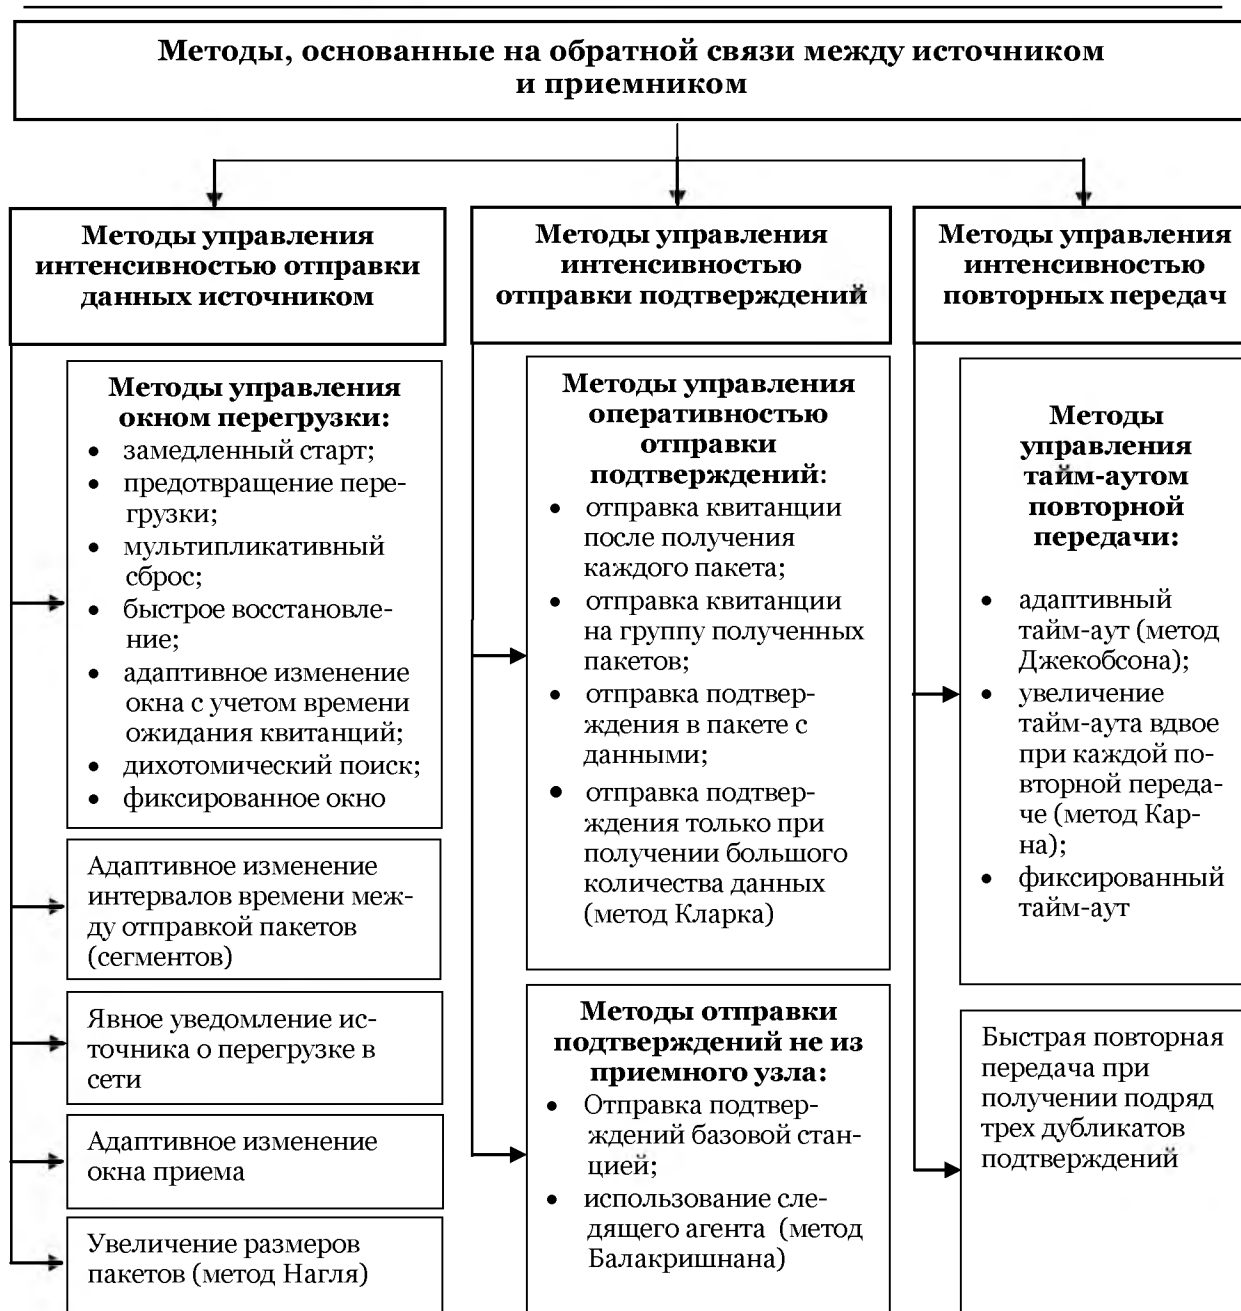 Методы, основанные на обратной связи между источником
и приемником
Методы управления
интенсивностью отправки
данных источником
Методы управления
окном перегрузки:
• замедленный старт;
• предотвращение пере-
грузки;
• мультипликативный
сброс;
• быстрое восстановле-
ние;
• адаптивное изменение
окна с учетом времени
ожидания квитанций;
• дихотомический поиск;
• фиксированное окно
Адаптивное изменение
интервалов времени меж-
ду отправкой пакетов
(сегментов)
Явное уведомление ис-
точника о перегрузке в
сети
Адаптивное изменение
окна приема
Увеличение размеров
пакетов (метод Нагля)
Методы управления
интенсивностью
отправки подтверждений
Методы управления
оперативностью
отправки
подтверждений:
• отправка квитанции
после получения
каждого пакета;
• отправка квитанции
на группу полученных
пакетов;
• отправка подтвер-
ждения в пакете с
данными;
• отправка подтвер-
ждения только при
получении большого
количества данных
(метод Кларка)
Методы отправки
подтверждений не из
приемного узла:
• Отправка подтвер-
ждений базовой стан-
цией;
• использование сле-
дящего агента (метод
Балакришнана)
Методы управления
интенсивностью
повторных передач
Методы
управления
тайм-аутом
повторной
передачи:
• адаптивный
тайм-аут (метод
Джекобсона);
• увеличение
тайм-аута вдвое
при каждой по-
вторной переда-
че (метод Кар-
на);
• фиксированный
тайм-аут
Быстрая повторная
передача при
получении подряд
трех дубликатов
подтверждений